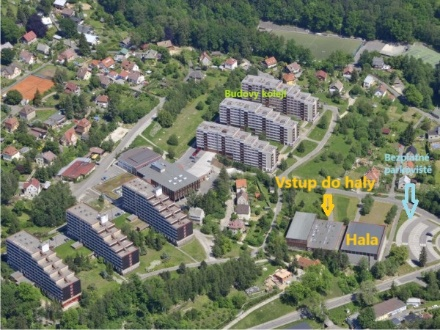 Budovy kolejí
Bezplatné
parkoviště
Vstup do haly
Hala